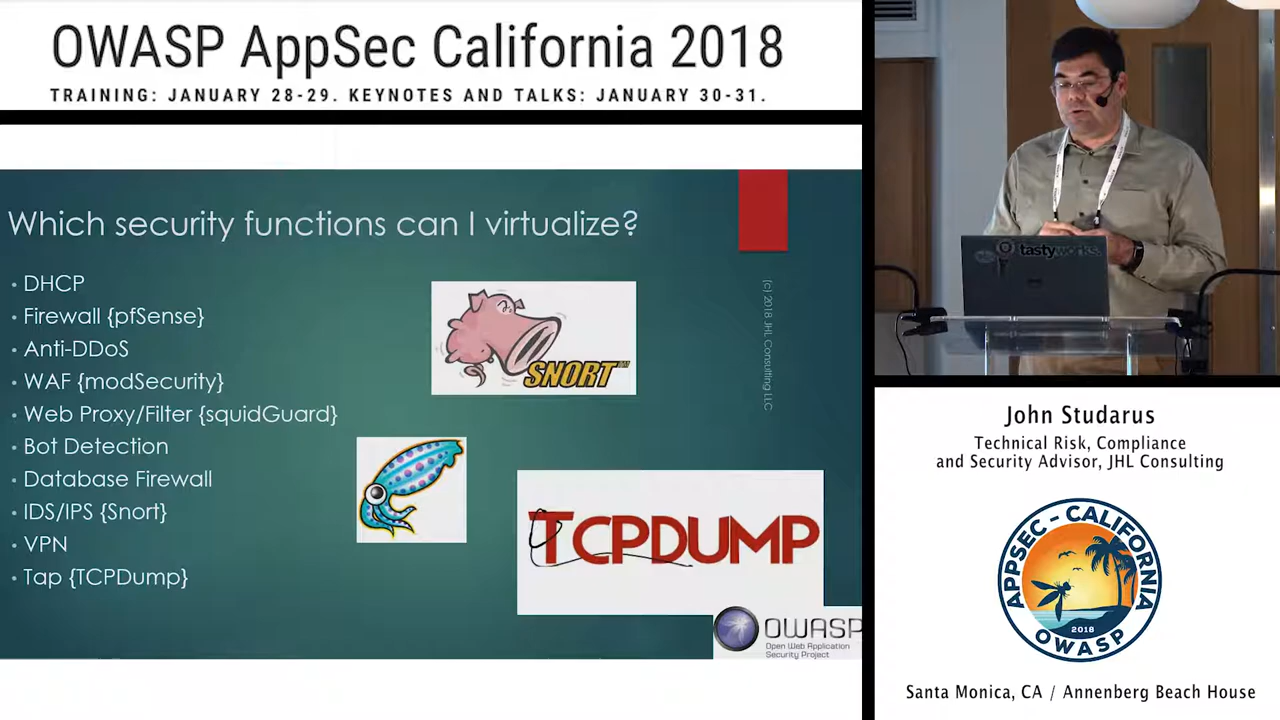 OWASP AppSec California 2018
TRAINING: JANUARY 28-29. KEYNOTES AND TALKS: JANUARY 30-31.
Which security functions can I virtualize?
• DHCP
• Firewall {pfSense}
• Anti-DDoS
• WAF {modSecurity}
• Web Proxy/Filter {squidGuard}
• Bot Detection
• Database Firewall
• IDS/IPS {Snort}
• VPN
• Tap {TCPDump}
SNORT™
TCPDUMP
(c) 2018 JHL Consulting LLC
OWASP
Open Web Application
Security Project
tastyworks.
John Studarus
Technical Risk, Compliance
and Security Advisor, JHL Consulting
APPSEC - CALIFORNIA
2018
OWASP
Santa Monica, CA / Annenberg Beach House